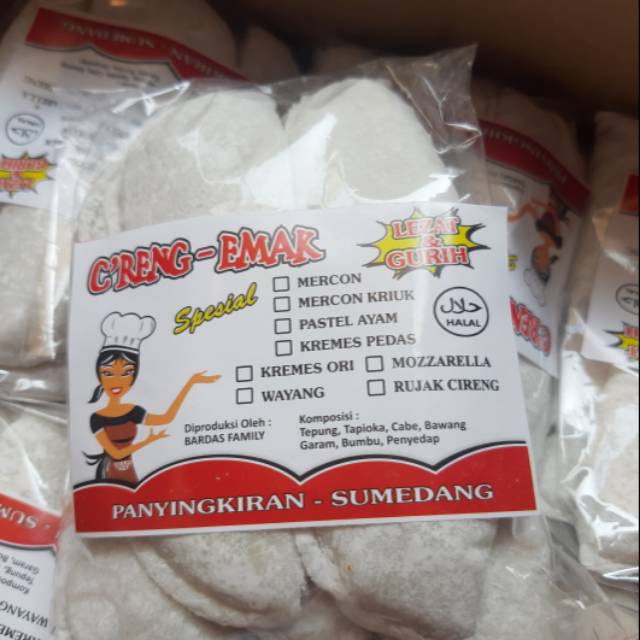 C'RENG - EMAK
LEZAT
&
GURIH
Spesial
MERCON
MERCON KRIUK
PASTEL AYAM
KREMES PEDAS
KREMES ORI
MOZZARELLA
WAYANG
RUJAK CIRENG
حلال
HALAL
Diproduksi Oleh :
BARDAS FAMILY
Komposisi :
Tepung, Tapioka, Cabe, Bawang
Garam, Bumbu, Penyedap
PANYINGKIRAN - SUMEDANG